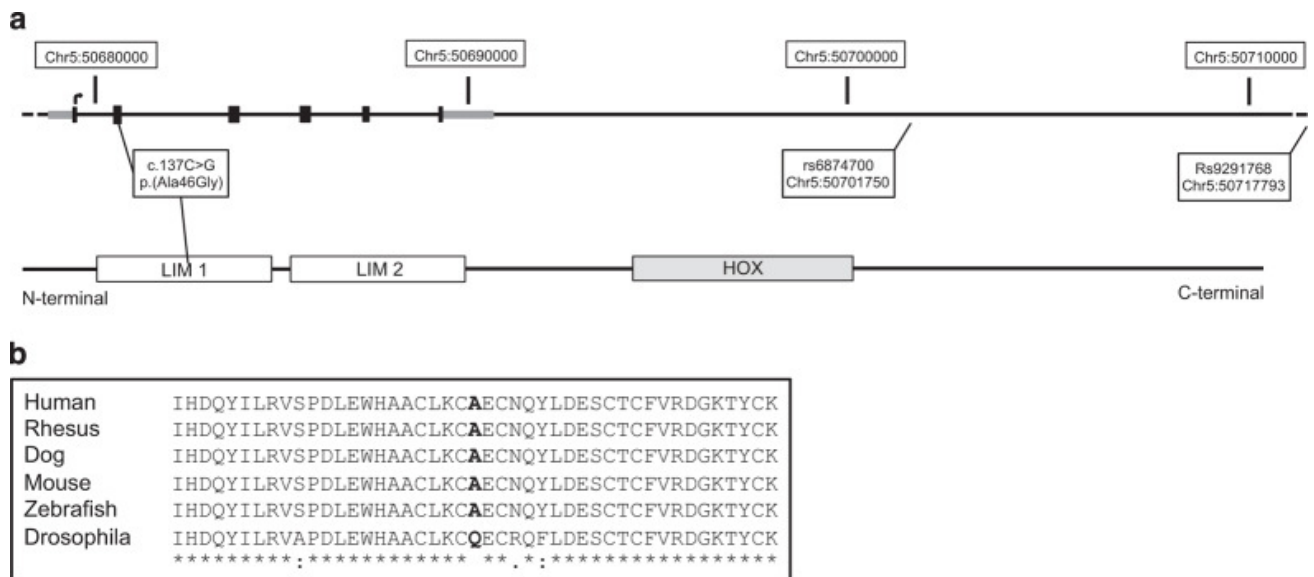 a
Chr5:50680000
Chr5:50690000
Chr5:50700000
Chr5:50710000
c.137C>G
p.(Ala46Gly)
rs6874700
Chr5:50701750
Rs9291768
Chr5:50717793
LIM 1
LIM 2
HOX
N-terminal
C-terminal
b
Human IHDQYILRVSPDLEWHAACLKCAECNQYLDESCTCFVRDGKTYCK
Rhesus IHDQYILRVSPDLEWHAACLKCAECNQYLDESCTCFVRDGKTYCK
Dog IHDQYILRVSPDLEWHAACLKCAECNQYLDESCTCFVRDGKTYCK
Mouse IHDQYILRVSPDLEWHAACLKCAECNQYLDESCTCFVRDGKTYCK
Zebrafish IHDQYILRVSPDLEWHAACLKCAECNQYLDESCTCFVRDGKTYCK
Drosophila IHDQYILRVAPDLEWHAACLKCQECRQFLDESCTCFVRDGKTYCK
*********:************ **.*:*****************